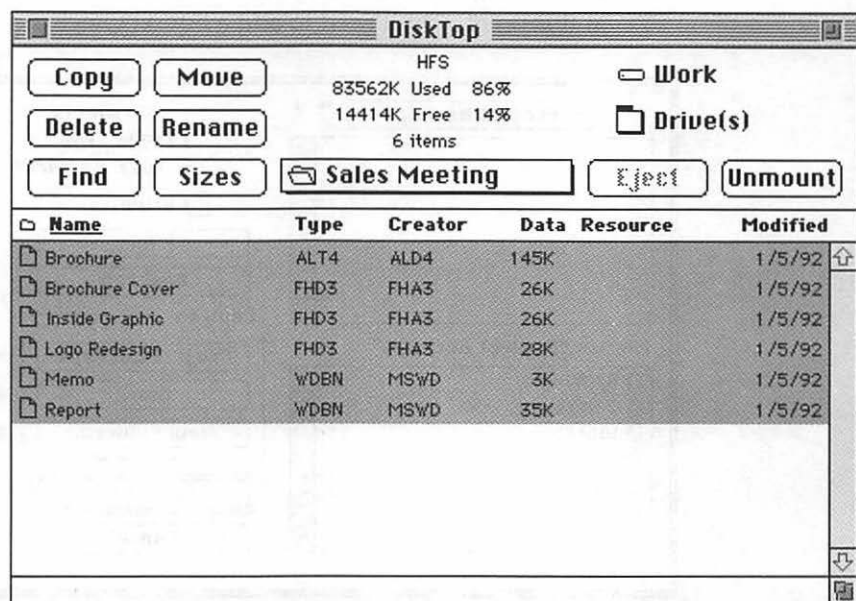 DiskTop
Copy Move HFS Work
83562K Used 86%
Delete Rename 14414K Free 14% Drive(s)
6 items
Find Sizes Sales Meeting Eject Unmount
Name Type Creator Data Resource Modified
Brochure ALT4 ALD4 145K 1/5/92
Brochure Cover FHD3 FHA3 26K 1/5/92
Inside Graphic FHD3 FHA3 26K 1/5/92
Logo Redesign FHD3 FHA3 28K 1/5/92
Memo WDBN MSWD 3K 1/5/92
Report WDBN MSWD 35K 1/5/92